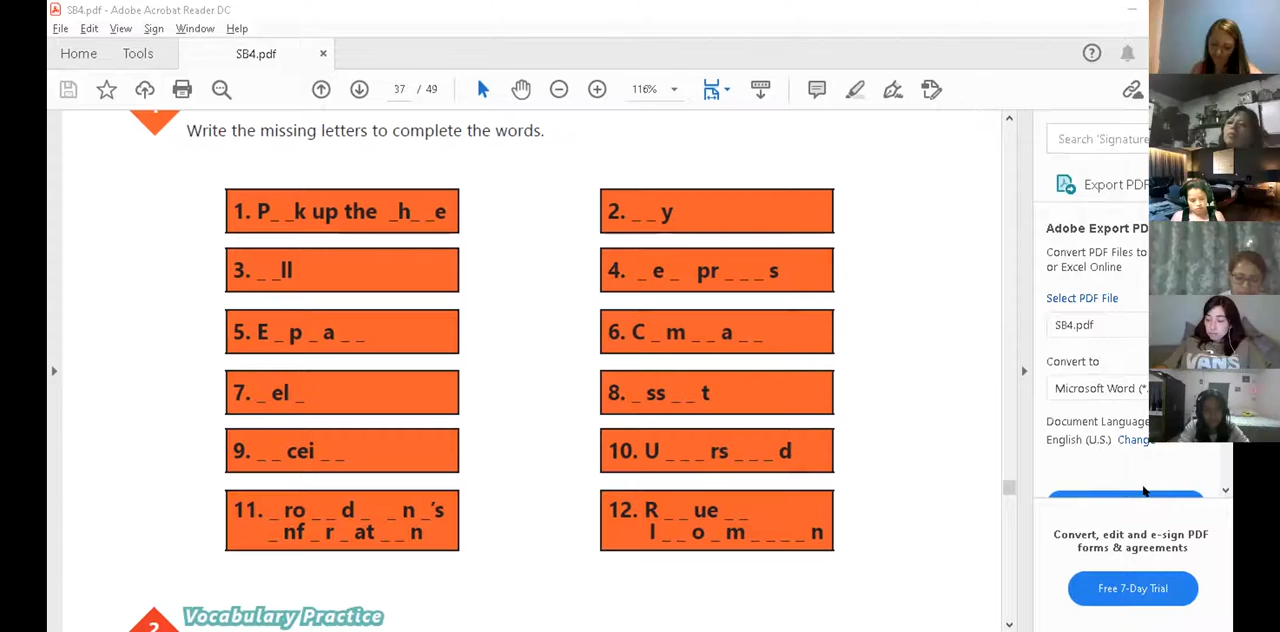 SB4.pdf - Adobe Acrobat Reader DC
File Edit View Sign Window Help
Home Tools SB4.pdf
37 / 49 116%
Write the missing letters to complete the words.
1. P_ _k up the _h_ _e
2. _ _ y
3. _ _ll
4. _ e _ pr _ _ _ s
5. E _ p _ a _ _
6. C _ m _ _ a _ _
7. _ el _
8. _ ss _ _ t
9. _ _ cei _ _
10. U _ _ _ rs _ _ _ d
11. _ ro _ _ d _ _ n _'s
_ nf _ r _ at _ _ n
12. R _ _ ue _ _
I _ _ o _ m _ _ _ _ n
Vocabulary Practice
2
Search 'Signature
Export PDF
Adobe Export PD
Convert PDF Files to
or Excel Online
Select PDF File
SB4.pdf
Convert to
Microsoft Word (*.
Document Language
English (U.S.) Change
Convert, edit and e-sign PDF
forms & agreements
Free 7-Day Trial
VANS